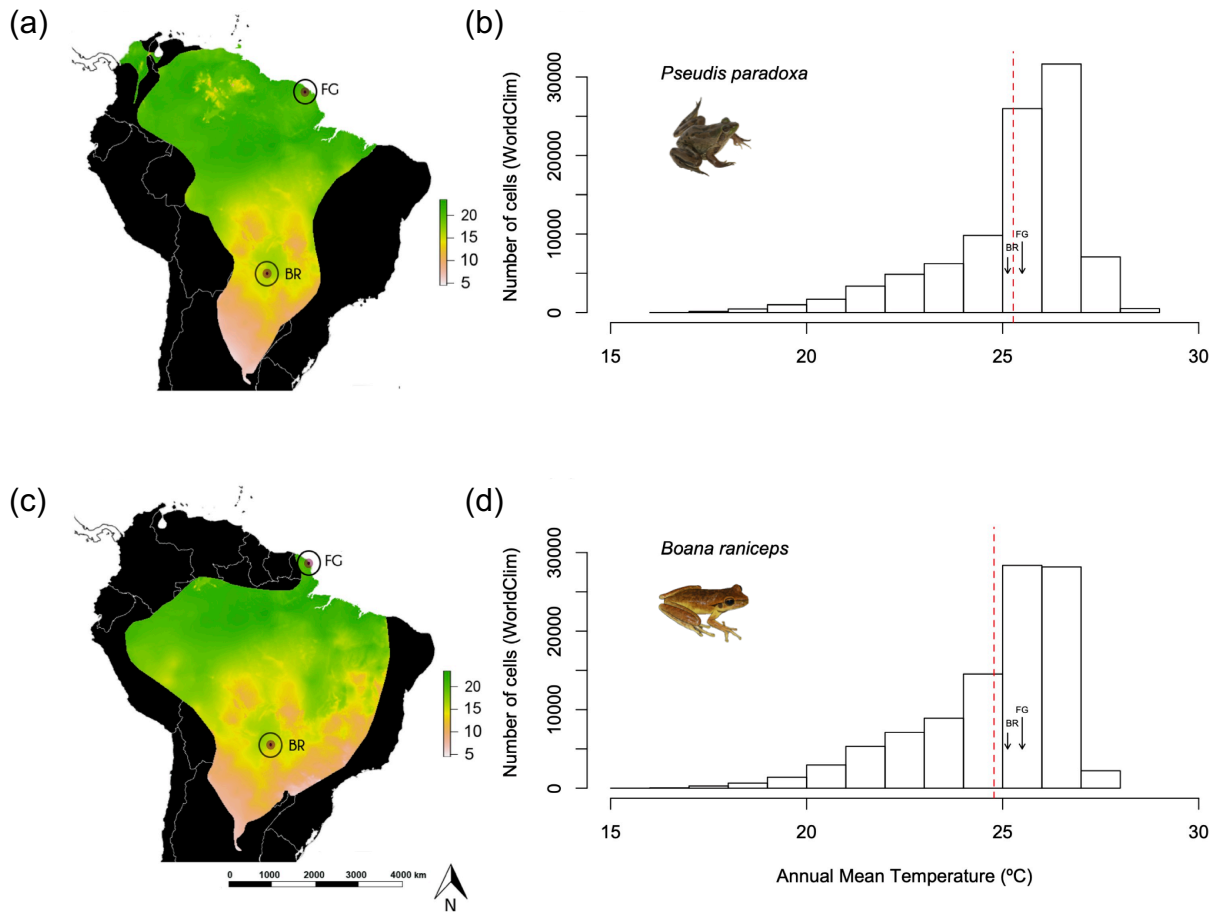 (a)
FG
BR
20
15
10
5
(b)
Pseudis paradoxa
Number of cells (WorldClim)
30000
20000
10000
0
BR
FG
15
20
25
30
(c)
FG
BR
20
15
10
5
0 1000 2000 3000 4000 km
N
(d)
Boana raniceps
Number of cells (WorldClim)
30000
20000
10000
0
BR
FG
15
20
25
30
Annual Mean Temperature (ºC)